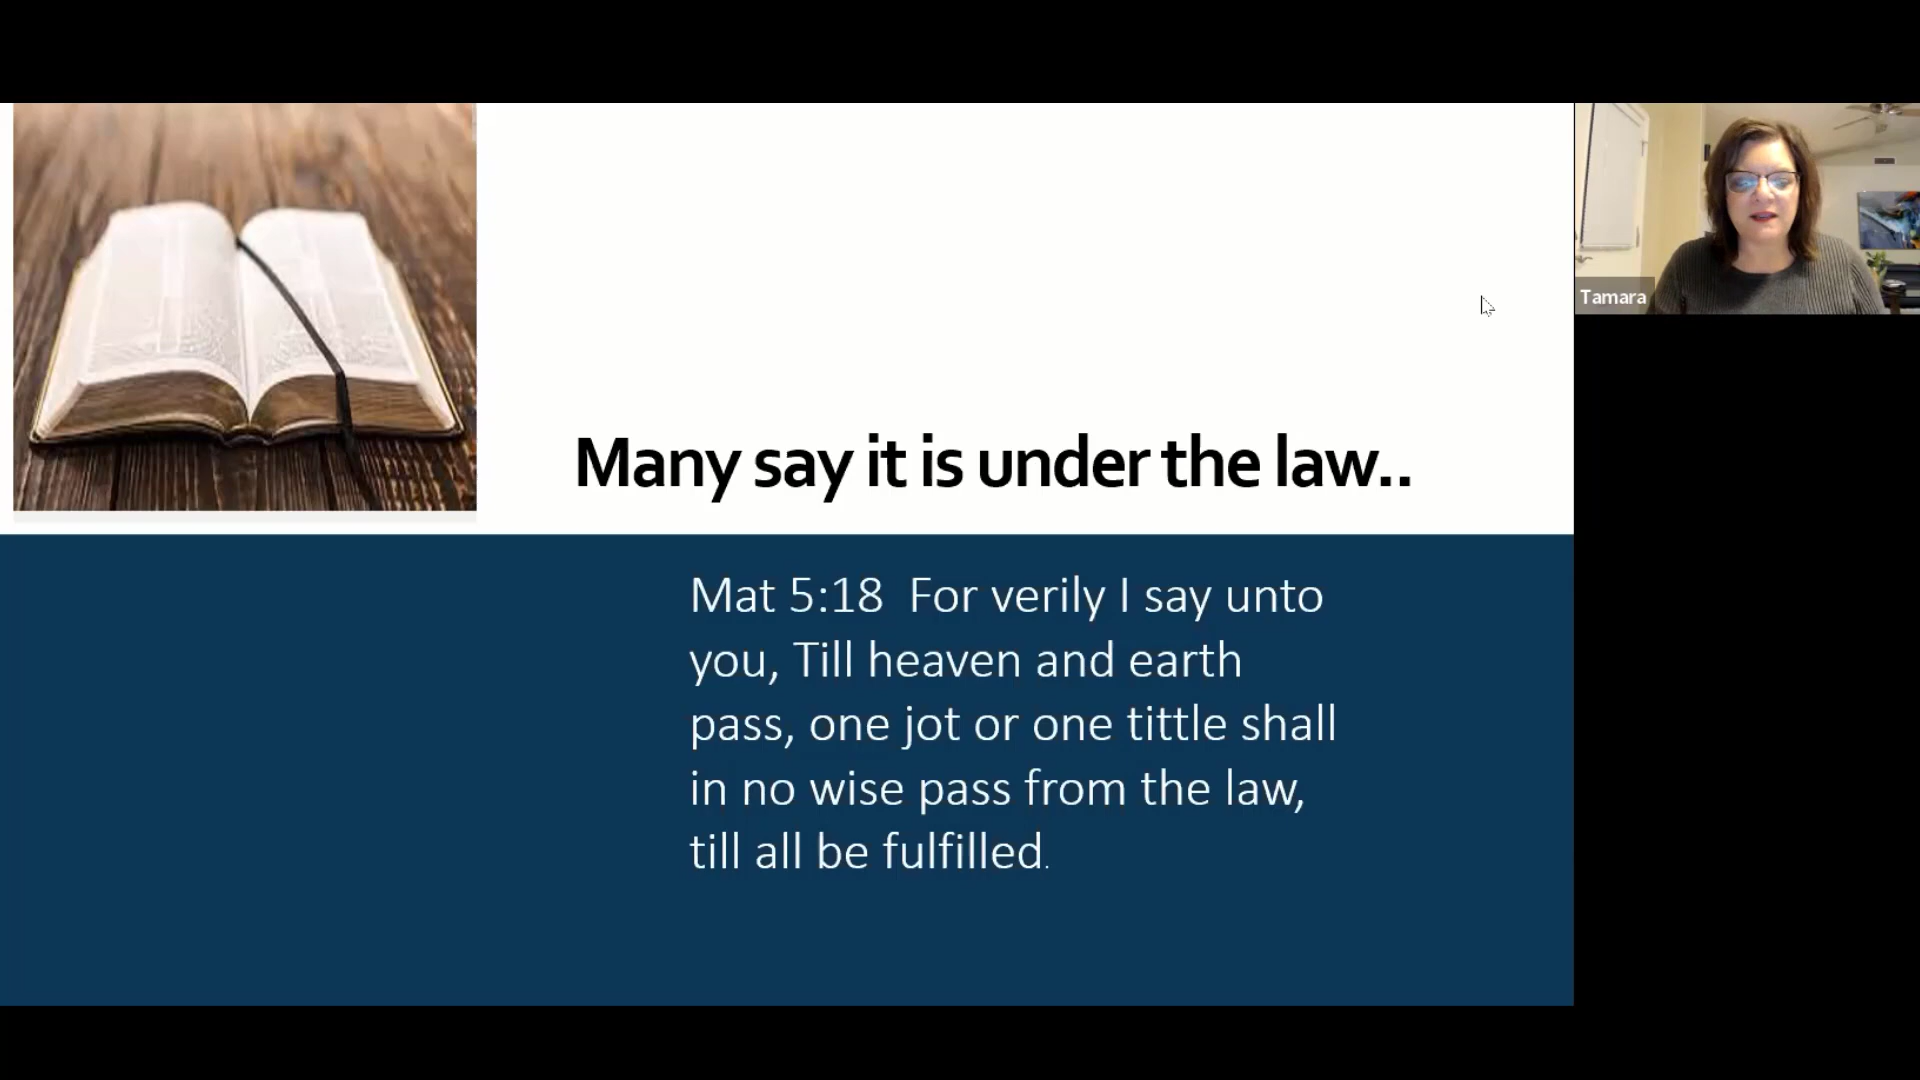 Many say it is under the law..
Mat 5:18  For verily I say unto
you, Till heaven and earth
pass, one jot or one tittle shall
in no wise pass from the law,
till all be fulfilled.
Tamara